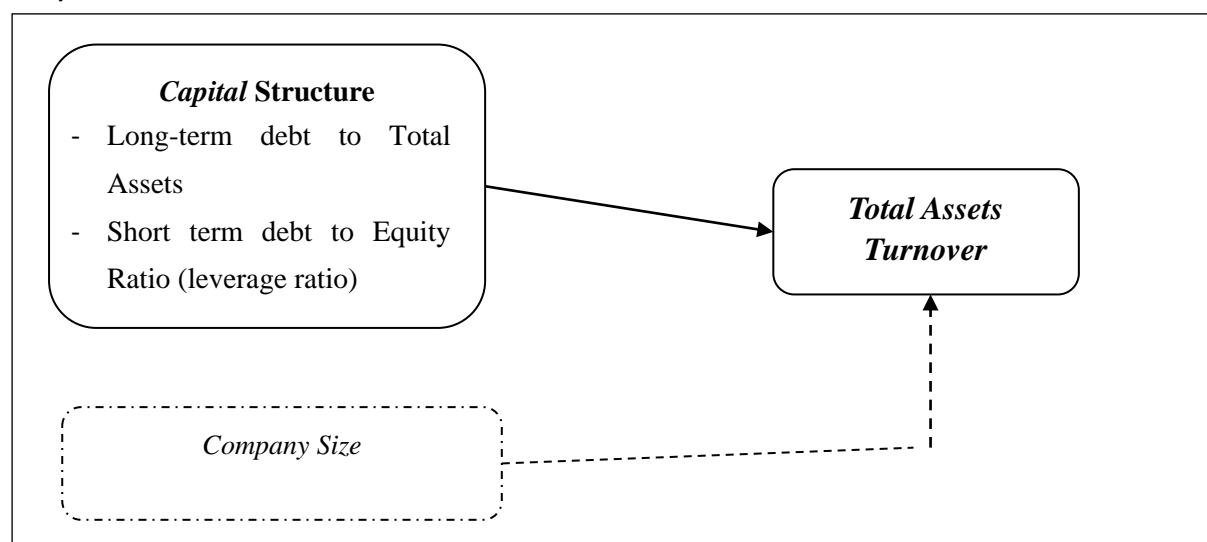 Capital Structure
- Long-term debt to Total
Assets
- Short term debt to Equity
Ratio (leverage ratio)
Total Assets
Turnover
Company Size